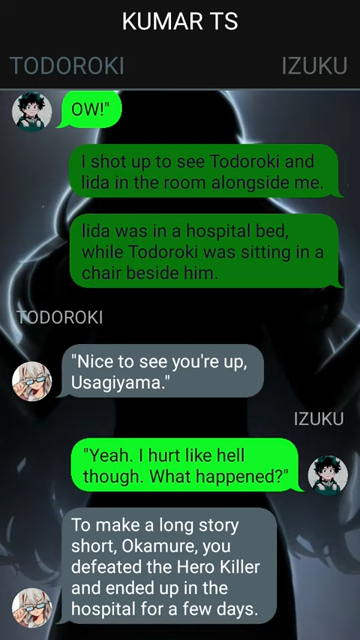 KUMAR TS
TODOROKI IZUKU
OW!"
I shot up to see Todoroki and
Iida in the room alongside me.
Iida was in a hospital bed,
while Todoroki was sitting in a
chair beside him.
TODOROKI
"Nice to see you're up,
Usagiyama."
IZUKU
"Yeah. I hurt like hell
though. What happened?"
To make a long story
short, Okamure, you
defeated the Hero Killer
and ended up in the
hospital for a few days.